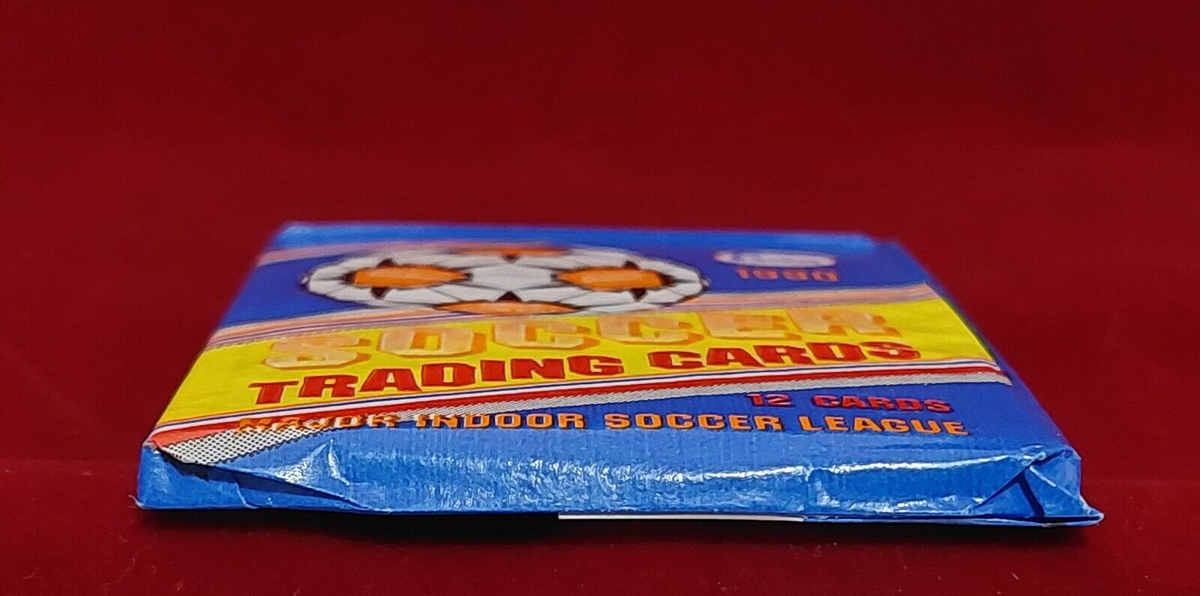 1990
SOCCER
TRADING CARDS
12 CARDS
MAJOR INDOOR SOCCER LEAGUE